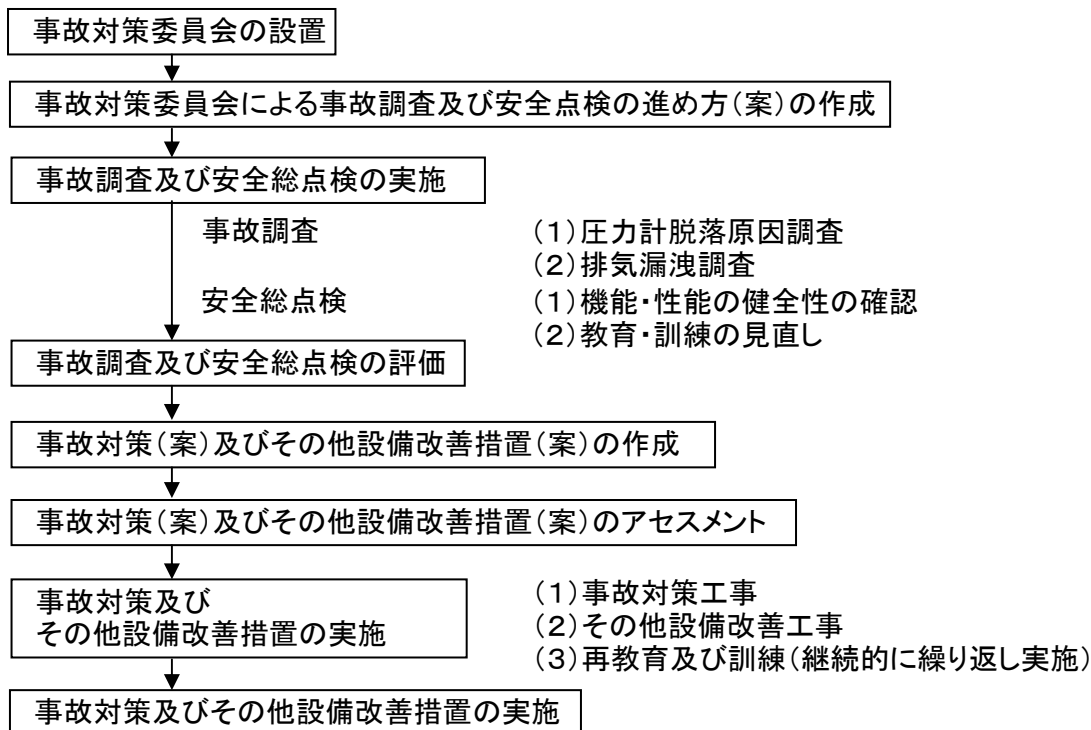 事故対策委員会の設置
事故対策委員会による事故調査及び安全点検の進め方(案)の作成
事故調査及び安全総点検の実施
事故調査 (1)圧力計脱落原因調査
(2)排気漏洩調査
安全総点検 (1)機能・性能の健全性の確認
(2)教育・訓練の見直し
事故調査及び安全総点検の評価
事故対策(案)及びその他設備改善措置(案)の作成
事故対策(案)及びその他設備改善措置(案)のアセスメント
事故対策及び
その他設備改善措置の実施
(1)事故対策工事
(2)その他設備改善工事
(3)再教育及び訓練(継続的に繰り返し実施)
事故対策及びその他設備改善措置の実施